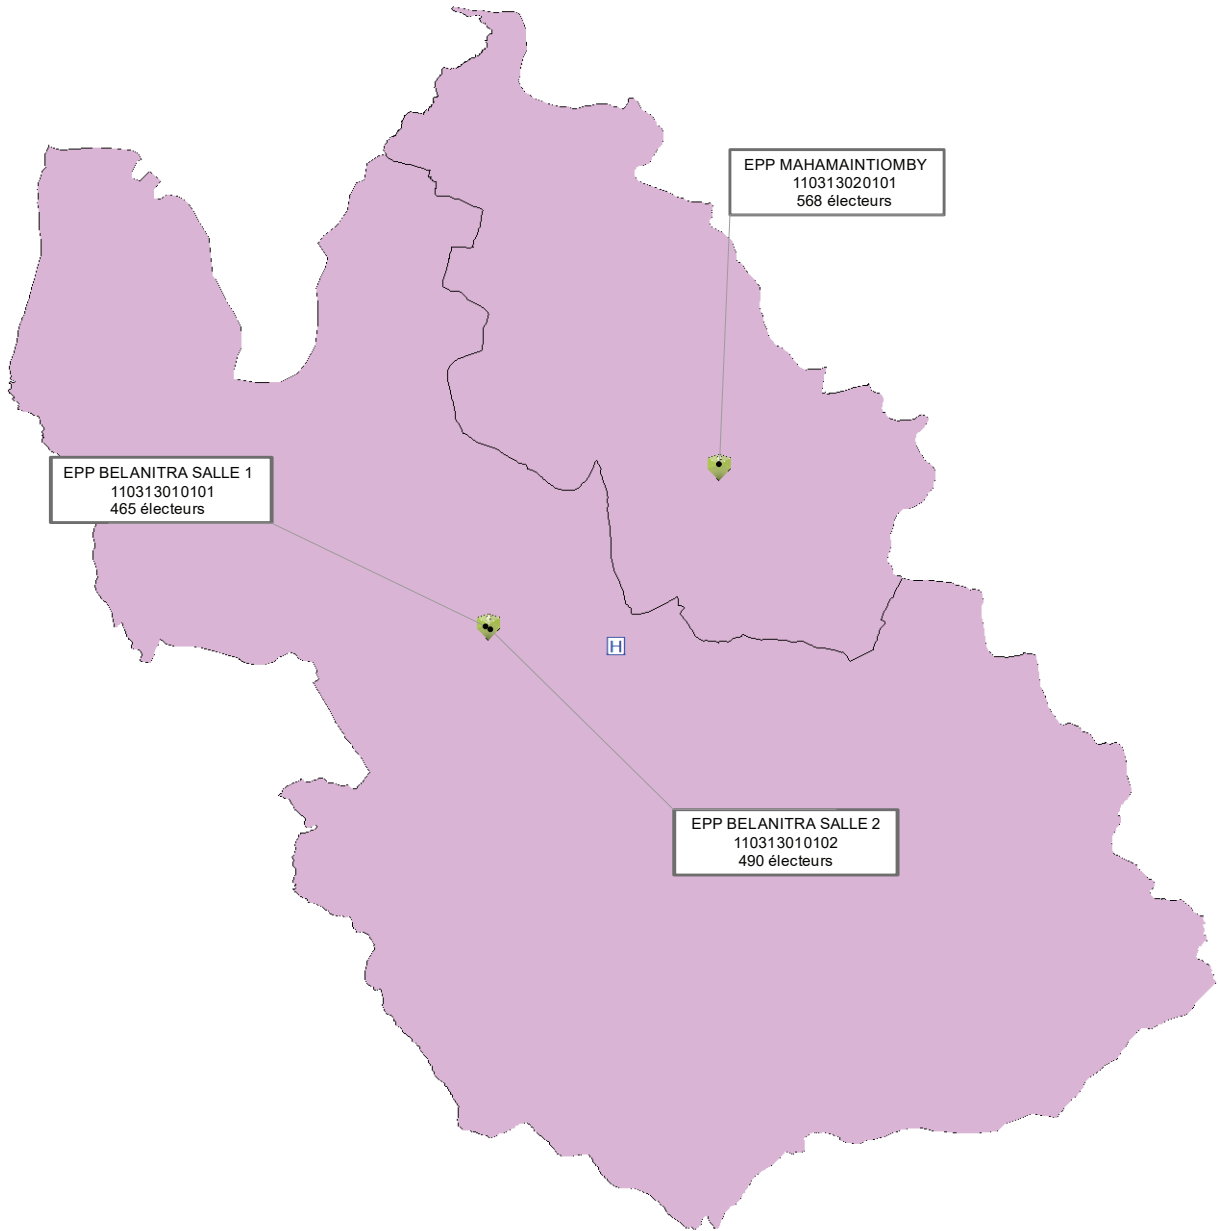 EPP MAHAMAINTIOMBY
110313020101
568 électeurs
EPP BELANITRA SALLE 1
110313010101
465 électeurs
H
EPP BELANITRA SALLE 2
110313010102
490 électeurs